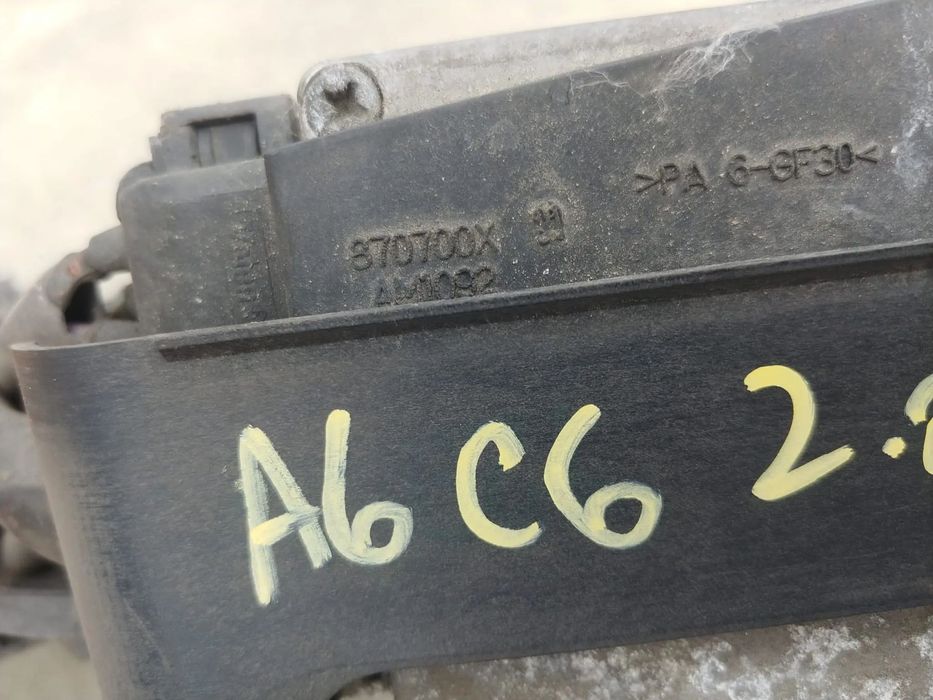 >PA 6-GF30<
870700X
A6 C6 2.